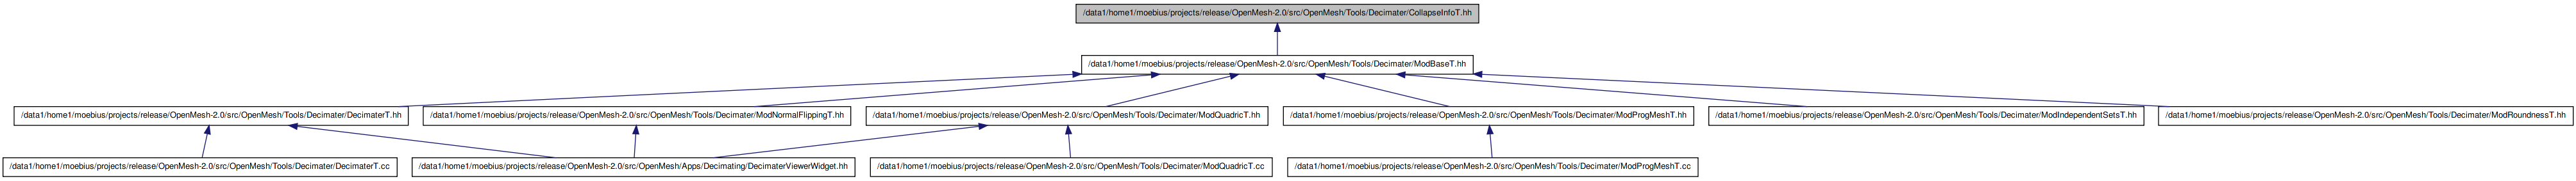 /data1/home1/moebius/projects/release/OpenMesh-2.0/src/OpenMesh/Tools/Decimater/CollapseInfoT.hh
/data1/home1/moebius/projects/release/OpenMesh-2.0/src/OpenMesh/Tools/Decimater/ModBaseT.hh
/data1/home1/moebius/projects/release/OpenMesh-2.0/src/OpenMesh/Tools/Decimater/DecimaterT.hh
/data1/home1/moebius/projects/release/OpenMesh-2.0/src/OpenMesh/Tools/Decimater/ModNormalFlippingT.hh
/data1/home1/moebius/projects/release/OpenMesh-2.0/src/OpenMesh/Tools/Decimater/ModQuadricT.hh
/data1/home1/moebius/projects/release/OpenMesh-2.0/src/OpenMesh/Tools/Decimater/ModProgMeshT.hh
/data1/home1/moebius/projects/release/OpenMesh-2.0/src/OpenMesh/Tools/Decimater/ModIndependentSetsT.hh
/data1/home1/moebius/projects/release/OpenMesh-2.0/src/OpenMesh/Tools/Decimater/ModRoundnessT.hh
/data1/home1/moebius/projects/release/OpenMesh-2.0/src/OpenMesh/Tools/Decimater/DecimaterT.cc
/data1/home1/moebius/projects/release/OpenMesh-2.0/src/OpenMesh/Apps/Decimating/DecimaterViewerWidget.hh
/data1/home1/moebius/projects/release/OpenMesh-2.0/src/OpenMesh/Tools/Decimater/ModQuadricT.cc
/data1/home1/moebius/projects/release/OpenMesh-2.0/src/OpenMesh/Tools/Decimater/ModProgMeshT.cc